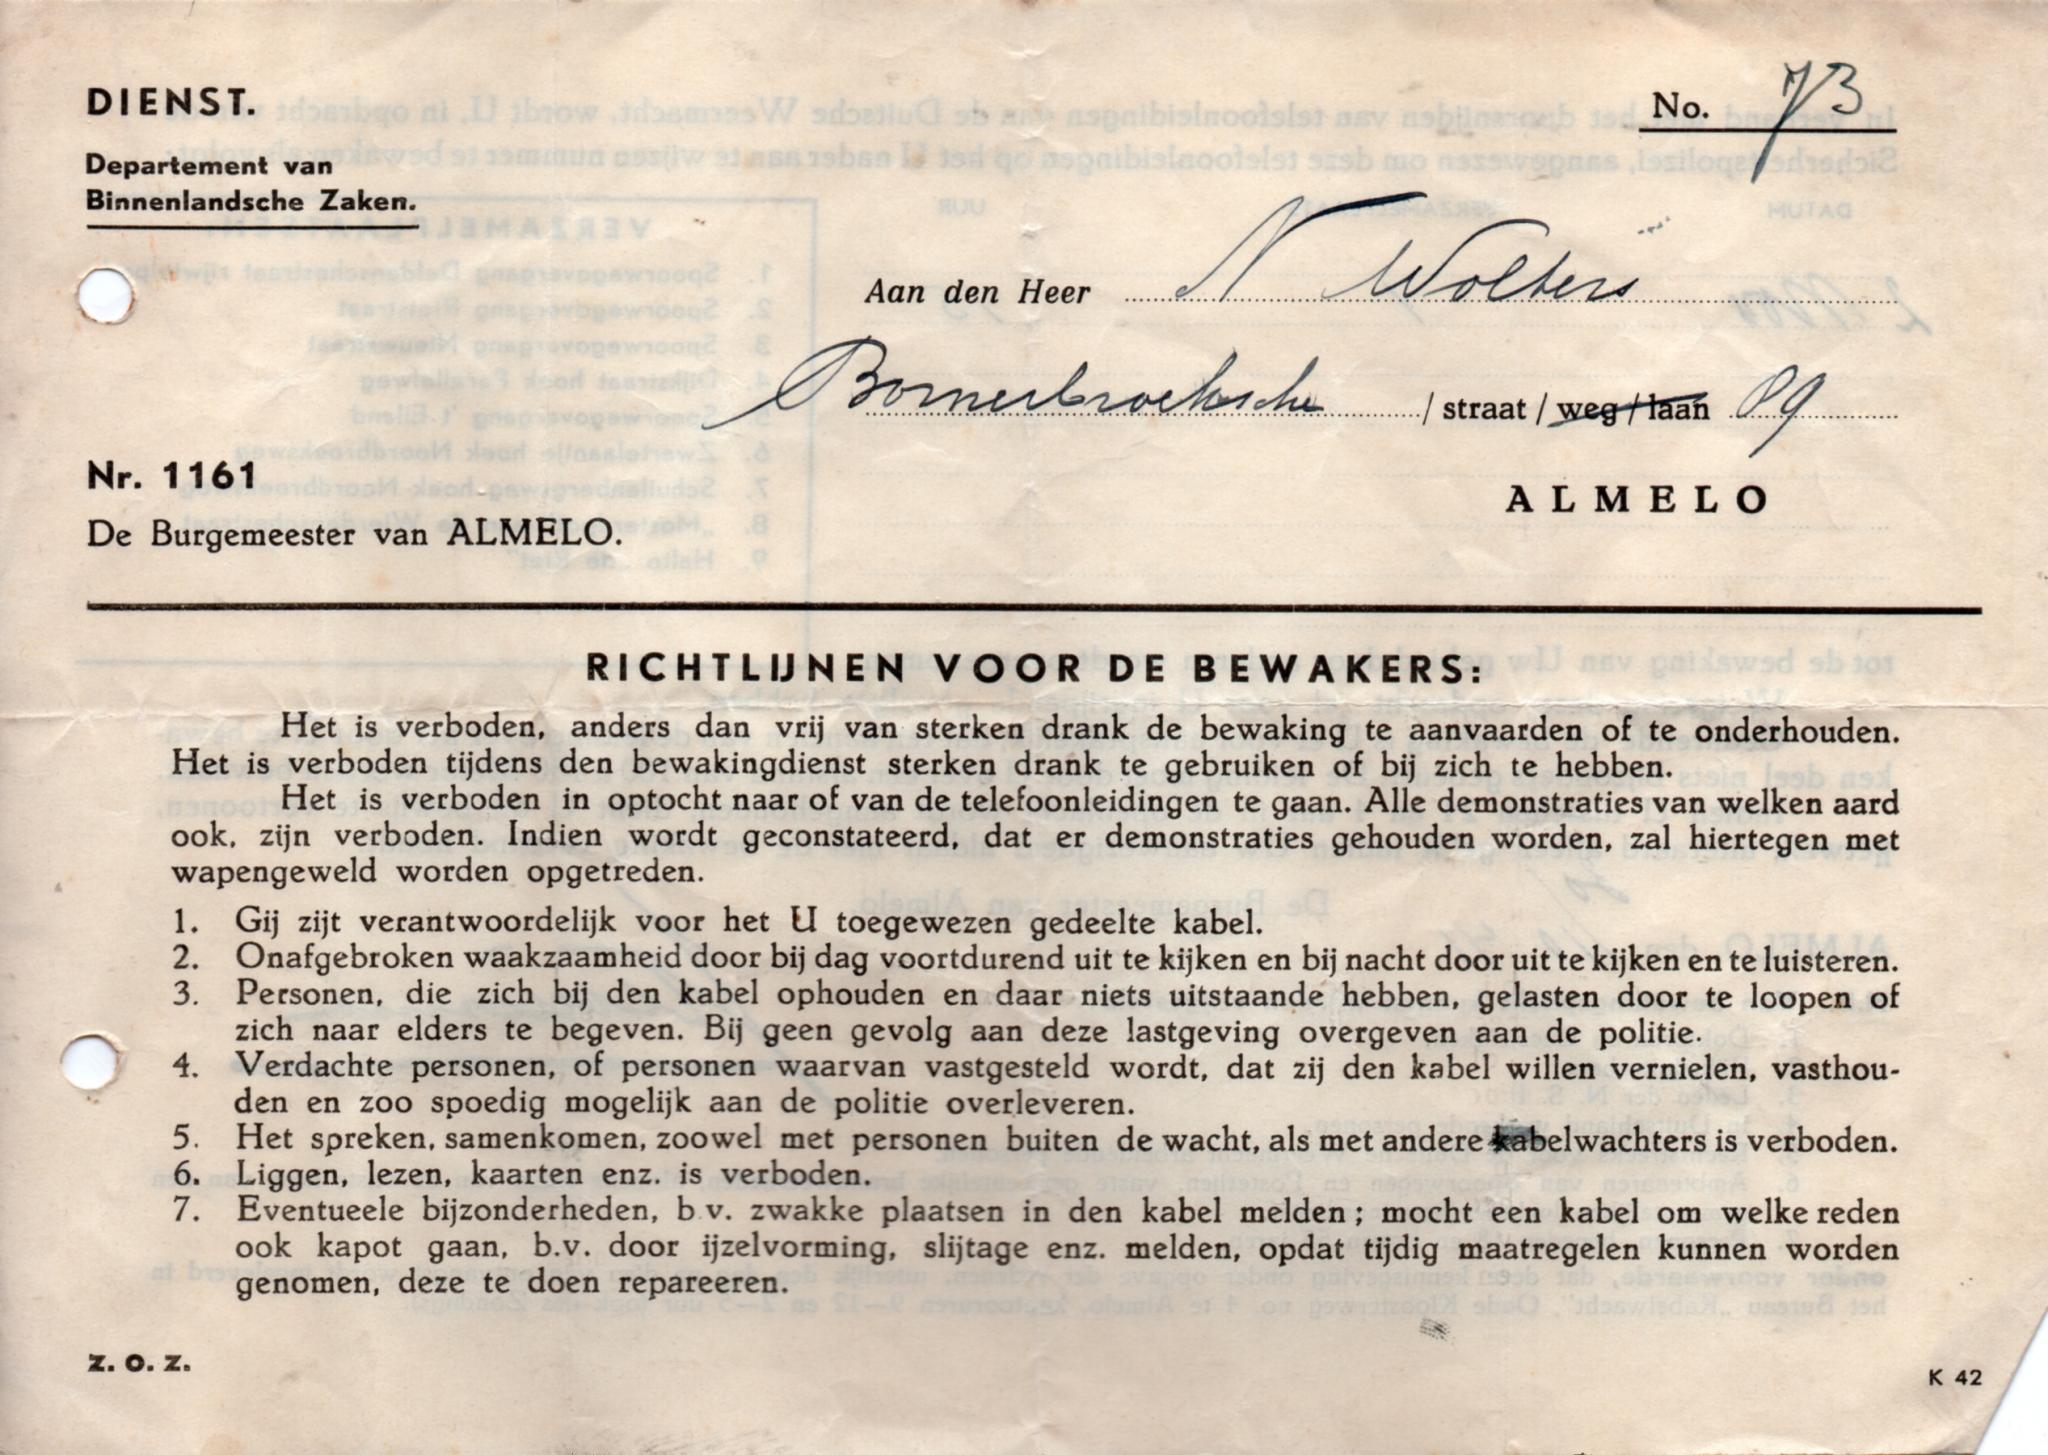 DIENST.
No. 73
Departement van
Binnenlandsche Zaken.
Aan den Heer N Wolters
Bornerbroeksche / straat / weg / laan 89
Nr. 1161
ALMELO
De Burgemeester van ALMELO.
RICHTLIJNEN VOOR DE BEWAKERS:
Het is verboden, anders dan vrij van sterken drank de bewaking te aanvaarden of te onderhouden.
Het is verboden tijdens den bewakingdienst sterken drank te gebruiken of bij zich te hebben.
Het is verboden in optocht naar of van de telefoonleidingen te gaan. Alle demonstraties van welken aard
ook, zijn verboden. Indien wordt geconstateerd, dat er demonstraties gehouden worden, zal hiertegen met
wapengeweld worden opgetreden.
1. Gij zijt verantwoordelijk voor het U toegewezen gedeelte kabel.
2. Onafgebroken waakzaamheid door bij dag voortdurend uit te kijken en bij nacht door uit te kijken en te luisteren.
3. Personen, die zich bij den kabel ophouden en daar niets uitstaande hebben, gelasten door te loopen of
zich naar elders te begeven. Bij geen gevolg aan deze lastgeving overgeven aan de politie.
4. Verdachte personen, of personen waarvan vastgesteld wordt, dat zij den kabel willen vernielen, vasthou-
den en zoo spoedig mogelijk aan de politie overleveren.
5. Het spreken, samenkomen, zoowel met personen buiten de wacht, als met andere kabelwachters is verboden.
6. Liggen, lezen, kaarten enz. is verboden.
7. Eventueele bijzonderheden, b.v. zwakke plaatsen in den kabel melden; mocht een kabel om welke reden
ook kapot gaan, b.v. door ijzelvorming, slijtage enz. melden, opdat tijdig maatregelen kunnen worden
genomen, deze te doen repareeren.
Z. O. Z.
K 42